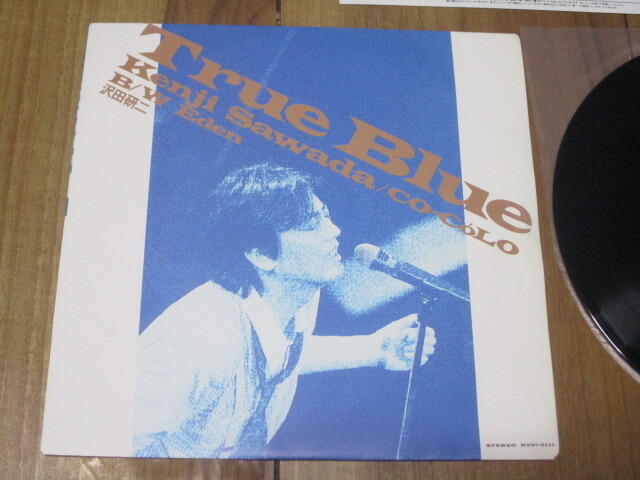 True Blue
Kenji Sawada/CO-CóLO
B/W Eden
沢田研二
STEREO